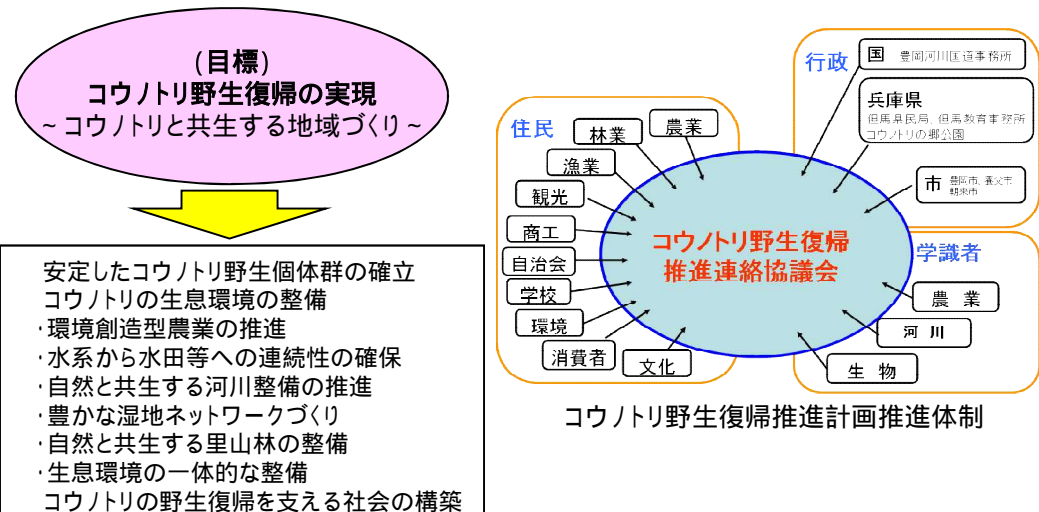 (目標)
コウノトリ野生復帰の実現
~コウノトリと共生する地域づくり~
安定したコウノトリ野生個体群の確立
コウノトリの生息環境の整備
・環境創造型農業の推進
・水系から水田等への連続性の確保
・自然と共生する河川整備の推進
・豊かな湿地ネットワークづくり
・自然と共生する里山林の整備
・生息環境の一体的な整備
コウノトリの野生復帰を支える社会の構築
住民
農業
林業
漁業
観光
商工
自治会
学校
環境
消費者
文化
行政
国 豊岡河川国道事務所
兵庫県
但馬県民局、但馬教育事務所
コウノトリの郷公園
市 豊岡市、養父市
朝来市
コウノトリ野生復帰
推進連絡協議会
学識者
農 業
河 川
生 物
コウノトリ野生復帰推進計画推進体制